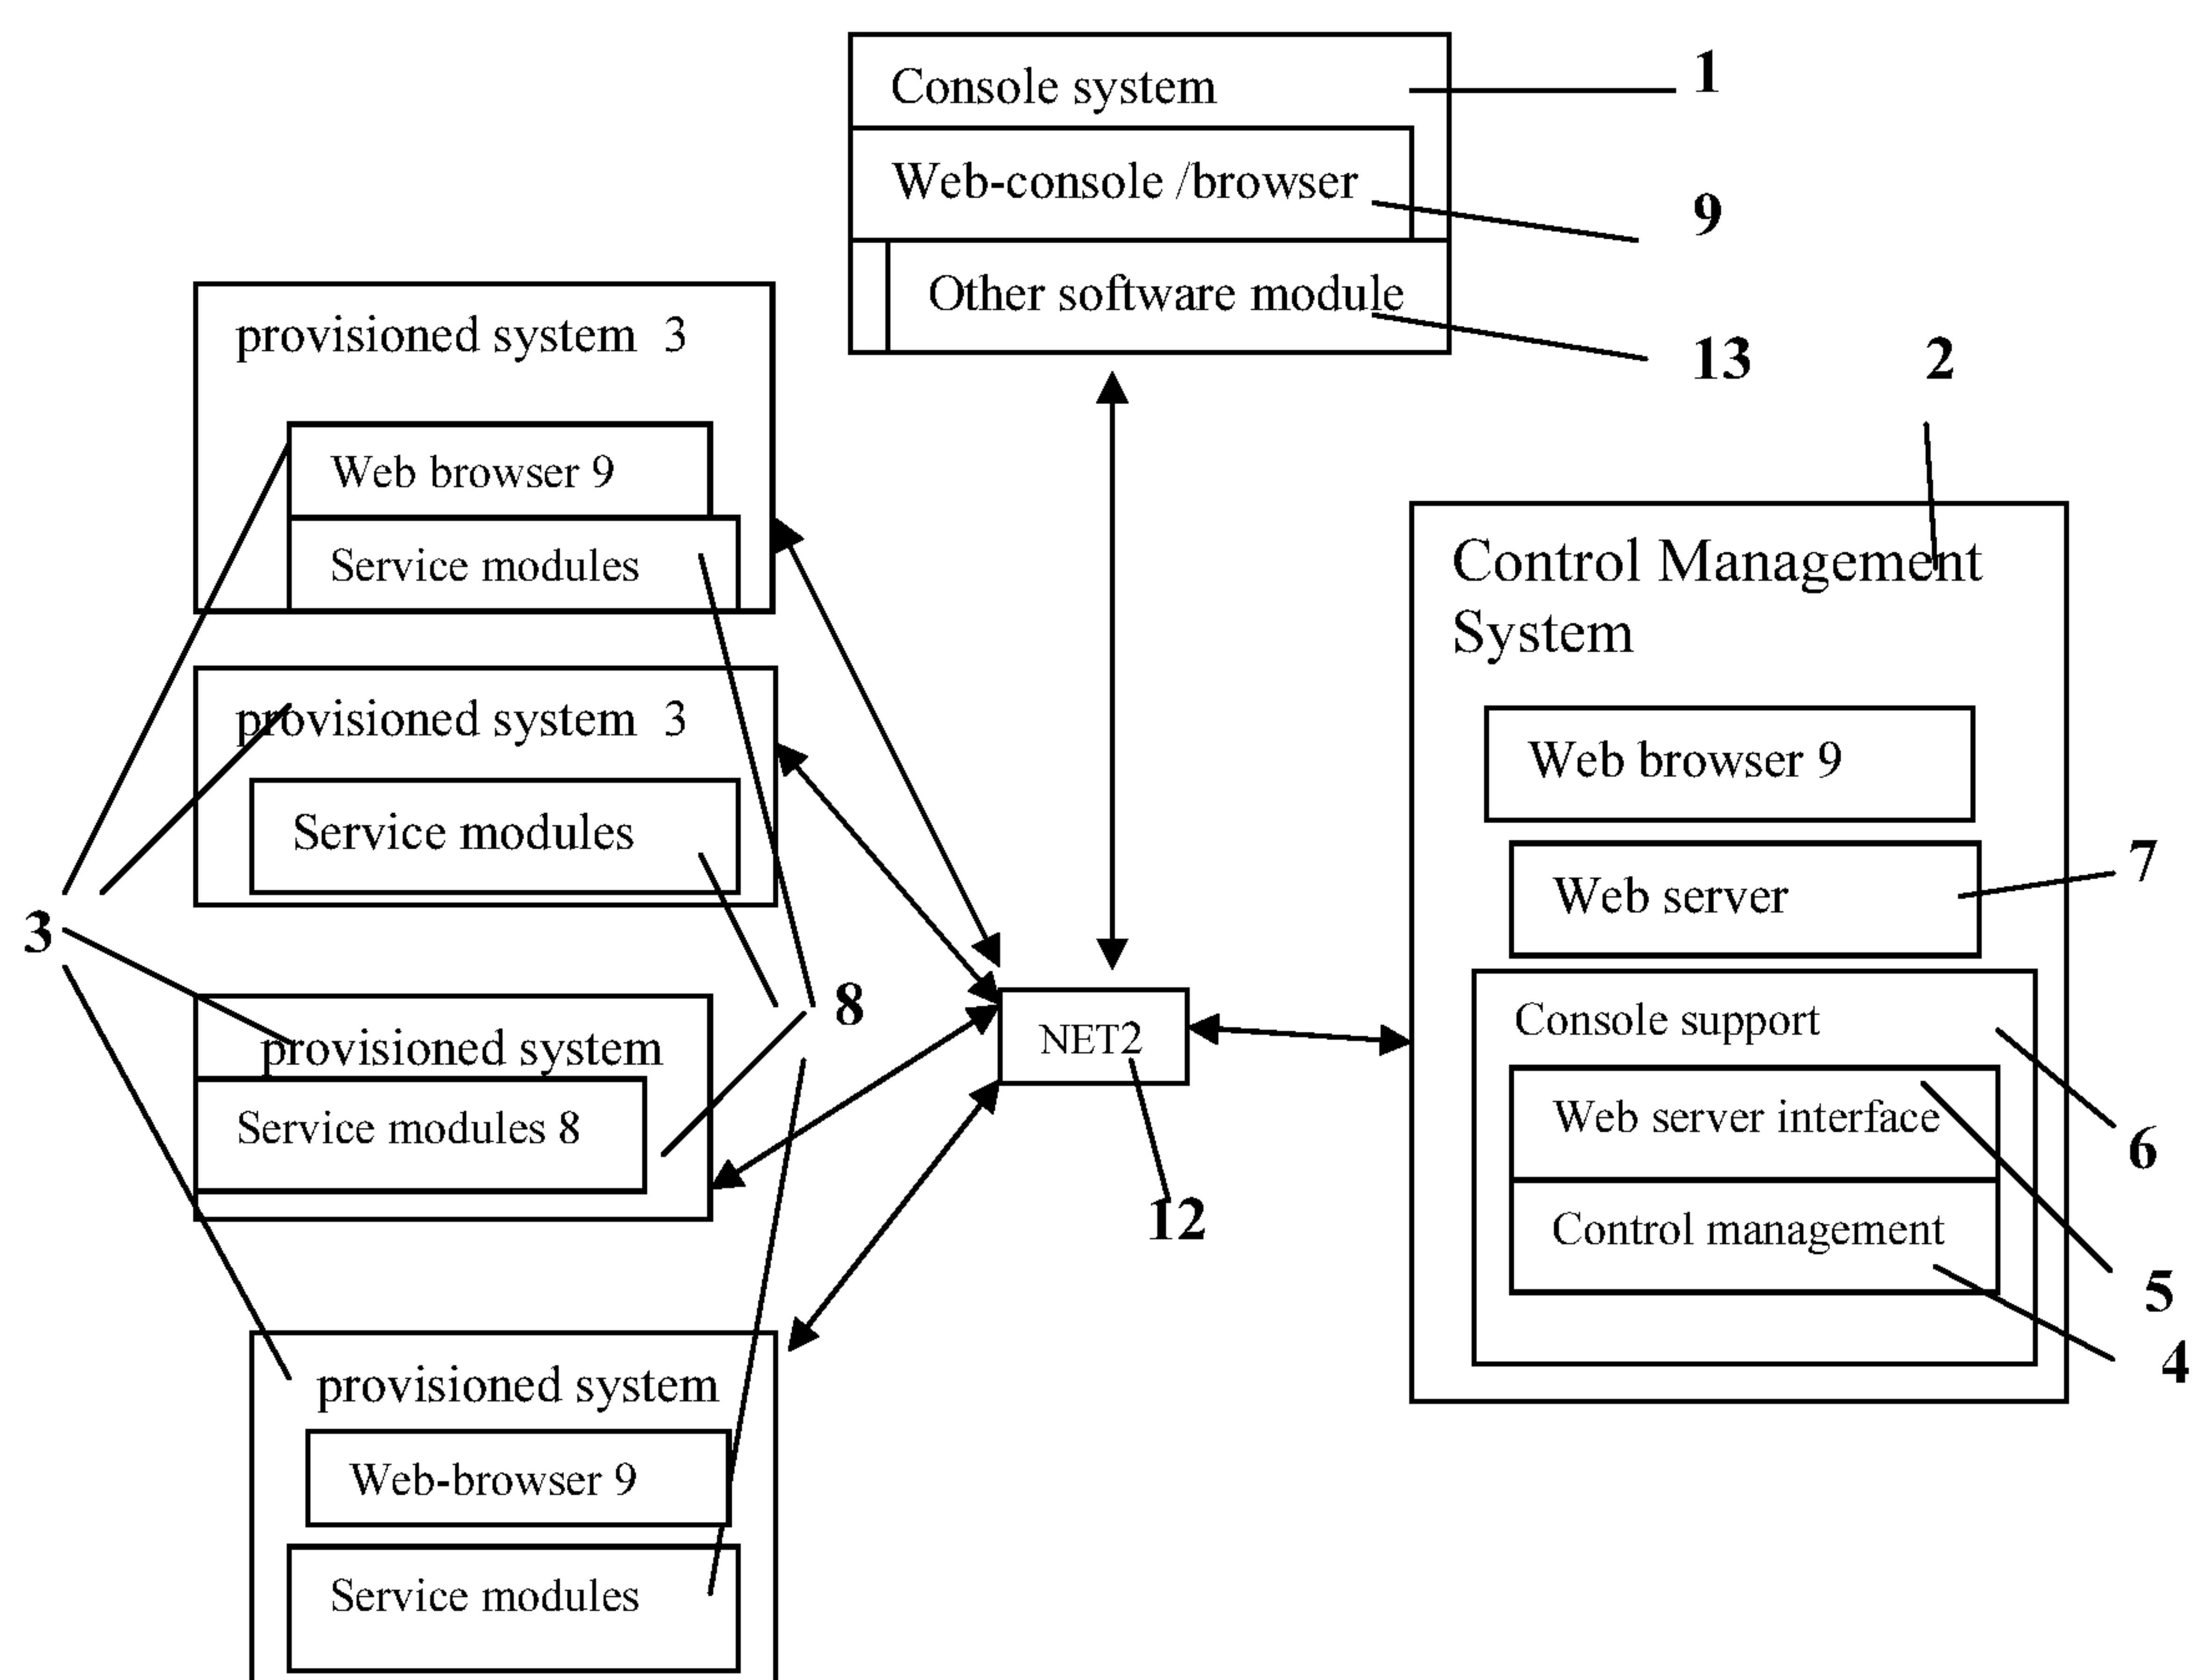 Console system
1
Web-console /browser
9
Other software module
13
2
provisioned system 3
Web browser 9
Service modules
Control Management
System
provisioned system 3
Service modules
Web browser 9
Web server
7
3
8
provisioned system
Service modules 8
NET2
12
Console support
Web server interface
6
Control management
5
4
provisioned system
Web-browser 9
Service modules